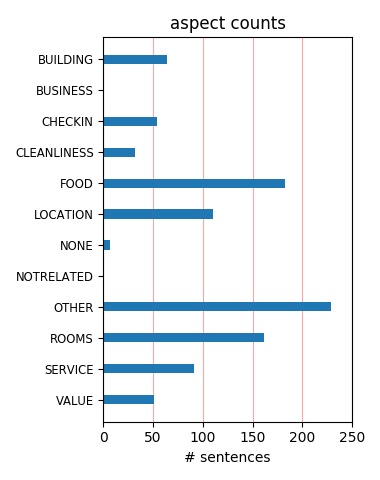 aspect counts
BUILDING
BUSINESS
CHECKIN
CLEANLINESS
FOOD
LOCATION
NONE
NOTRELATED
OTHER
ROOMS
SERVICE
VALUE
0 50 100 150 200 250
# sentences